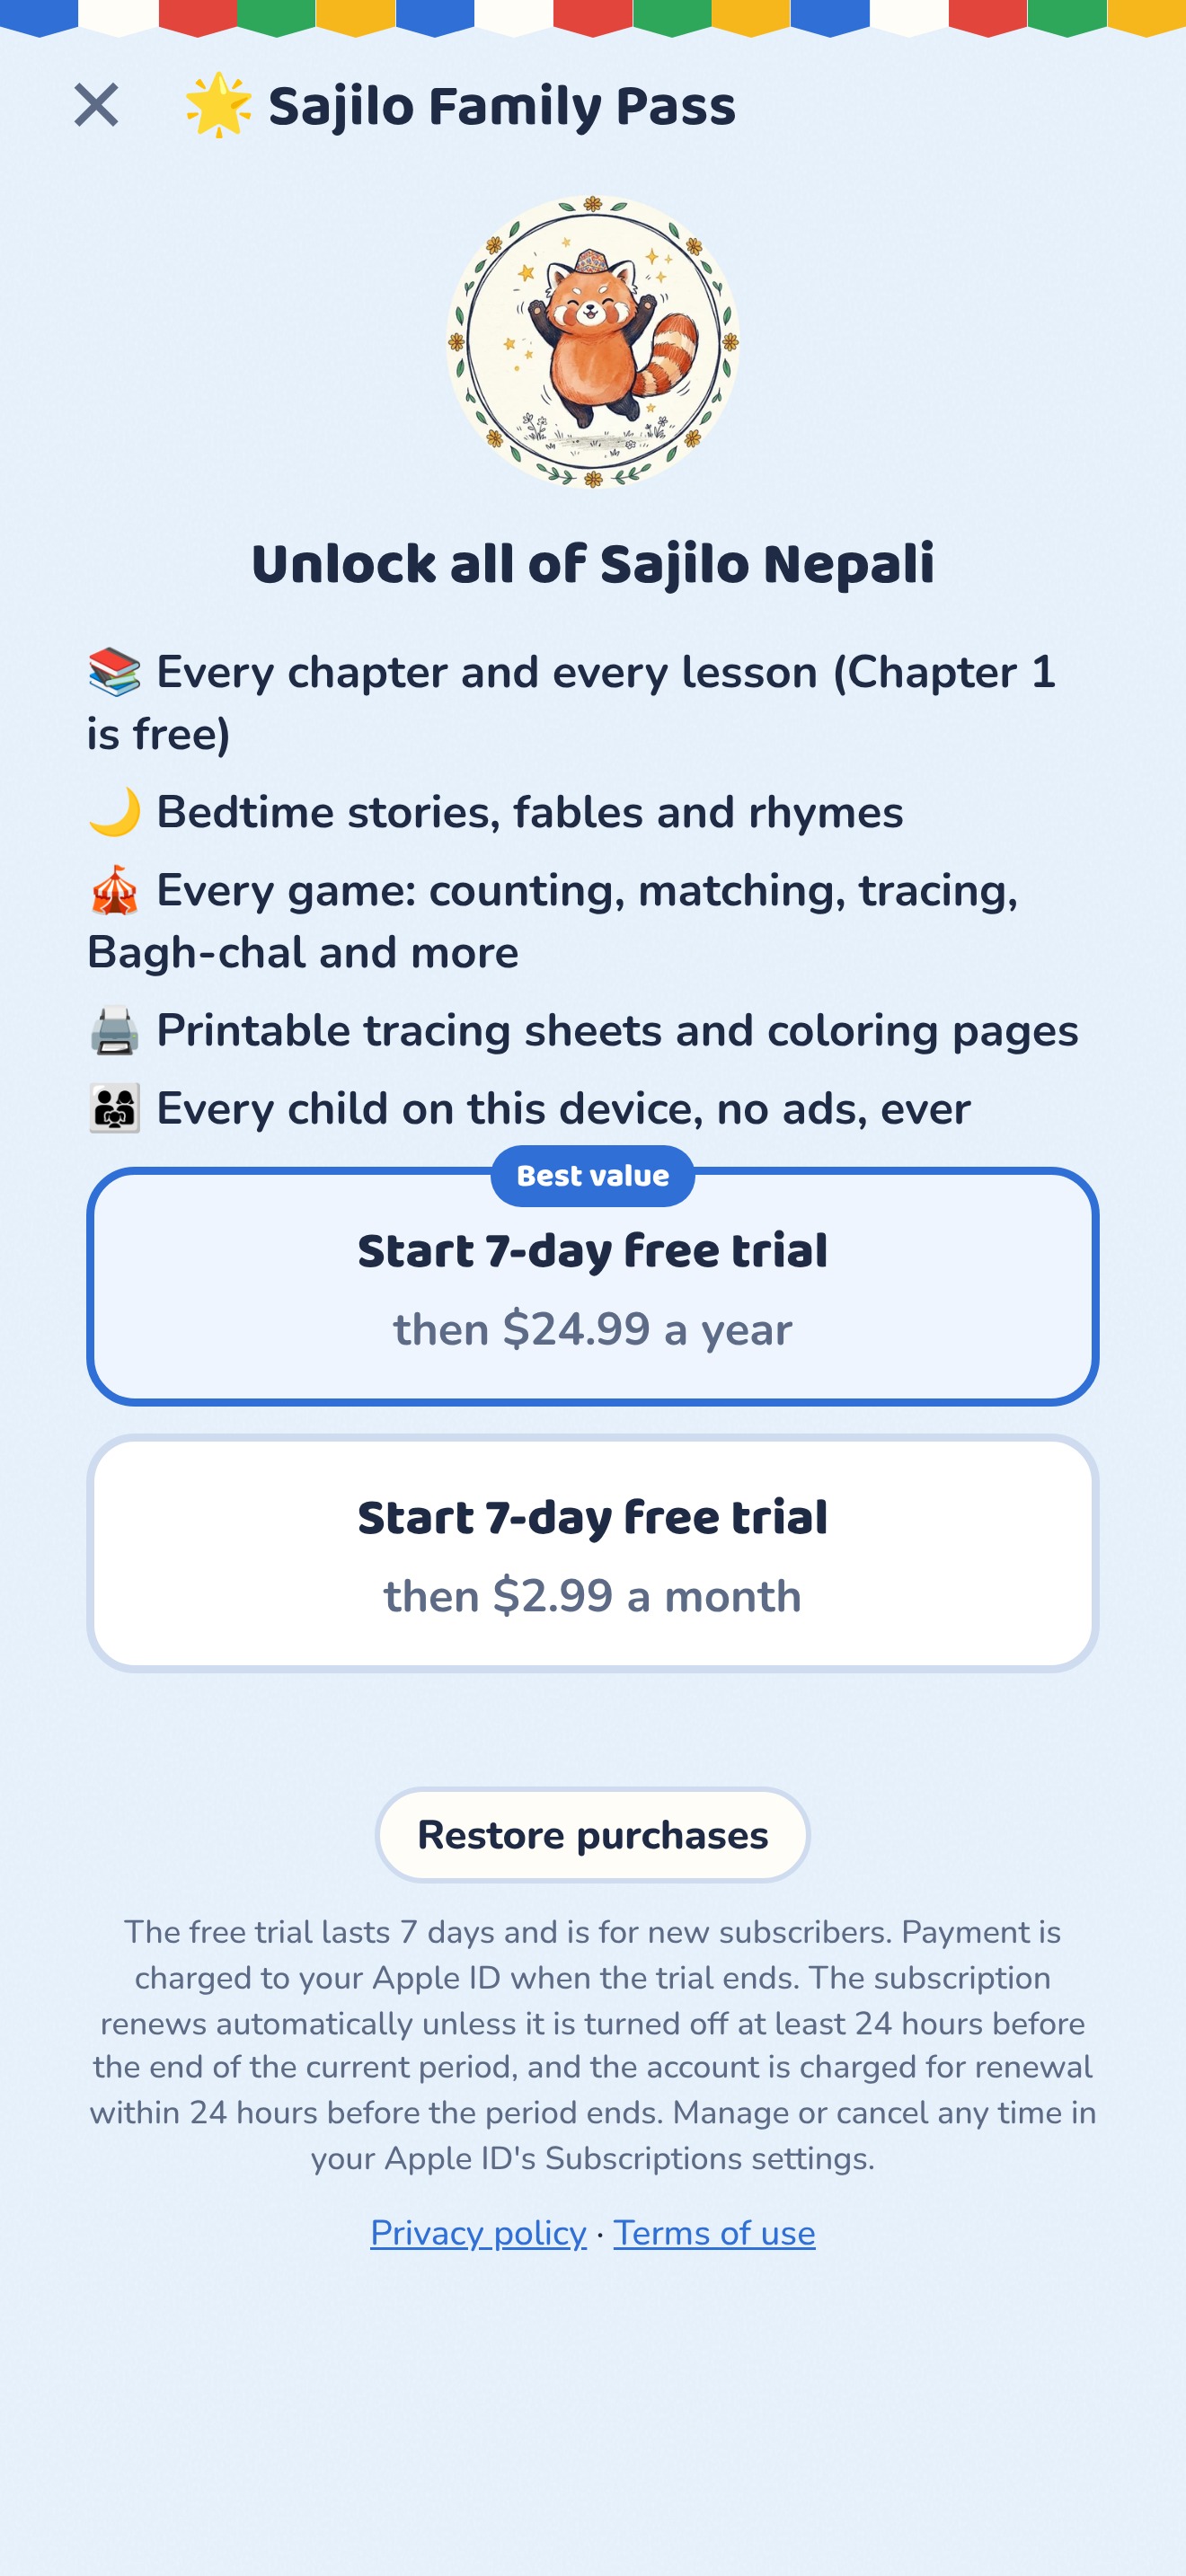 Sajilo Family Pass
Unlock all of Sajilo Nepali
Every chapter and every lesson (Chapter 1
is free)
Bedtime stories, fables and rhymes
Every game: counting, matching, tracing,
Bagh-chal and more
Printable tracing sheets and coloring pages
Every child on this device, no ads, ever
Best value
Start 7-day free trial
then $24.99 a year
Start 7-day free trial
then $2.99 a month
Restore purchases
The free trial lasts 7 days and is for new subscribers. Payment is
charged to your Apple ID when the trial ends. The subscription
renews automatically unless it is turned off at least 24 hours before
the end of the current period, and the account is charged for renewal
within 24 hours before the period ends. Manage or cancel any time in
your Apple ID's Subscriptions settings.
Privacy policy · Terms of use